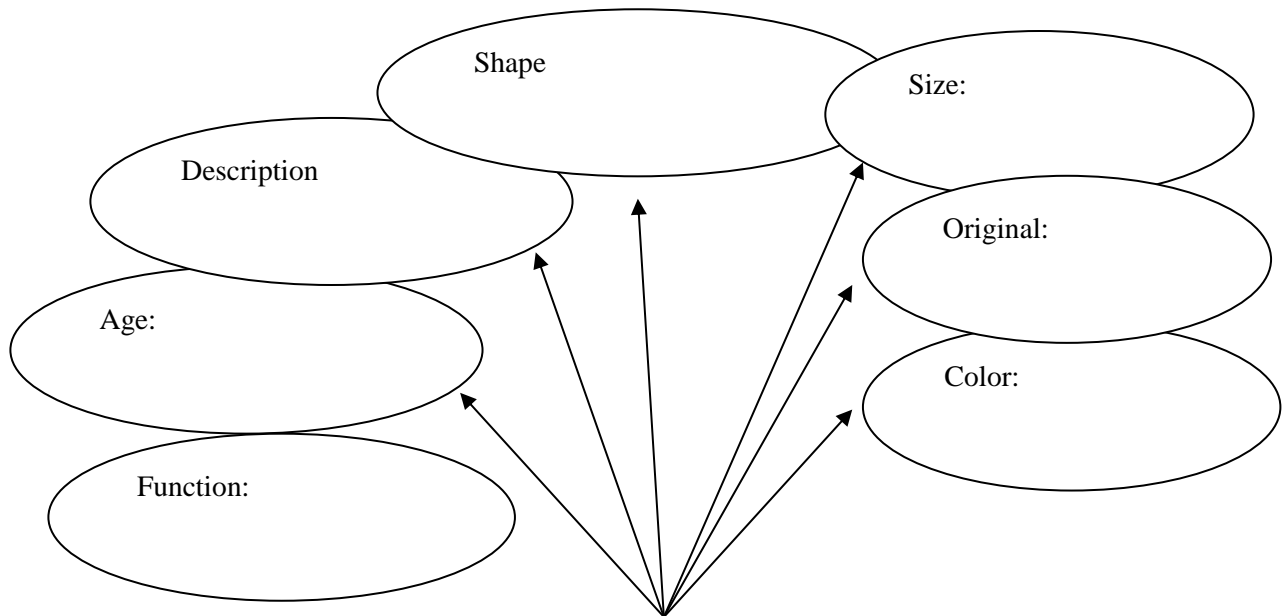 Shape
Size:
Description
Original:
Age:
Color:
Function: